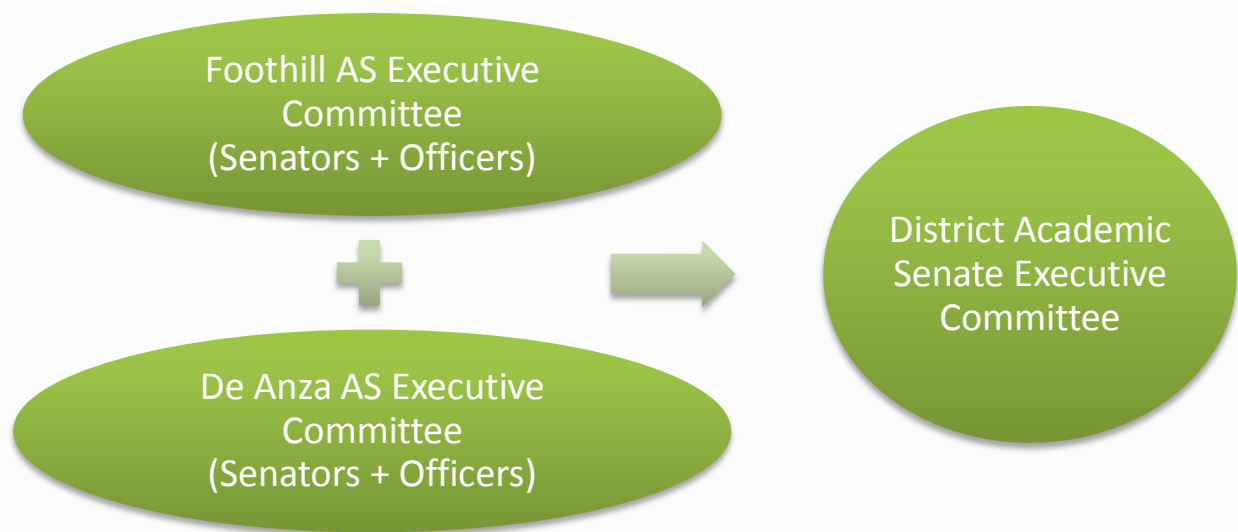 Foothill AS Executive
Committee
(Senators + Officers)
De Anza AS Executive
Committee
(Senators + Officers)
District Academic
Senate Executive
Committee